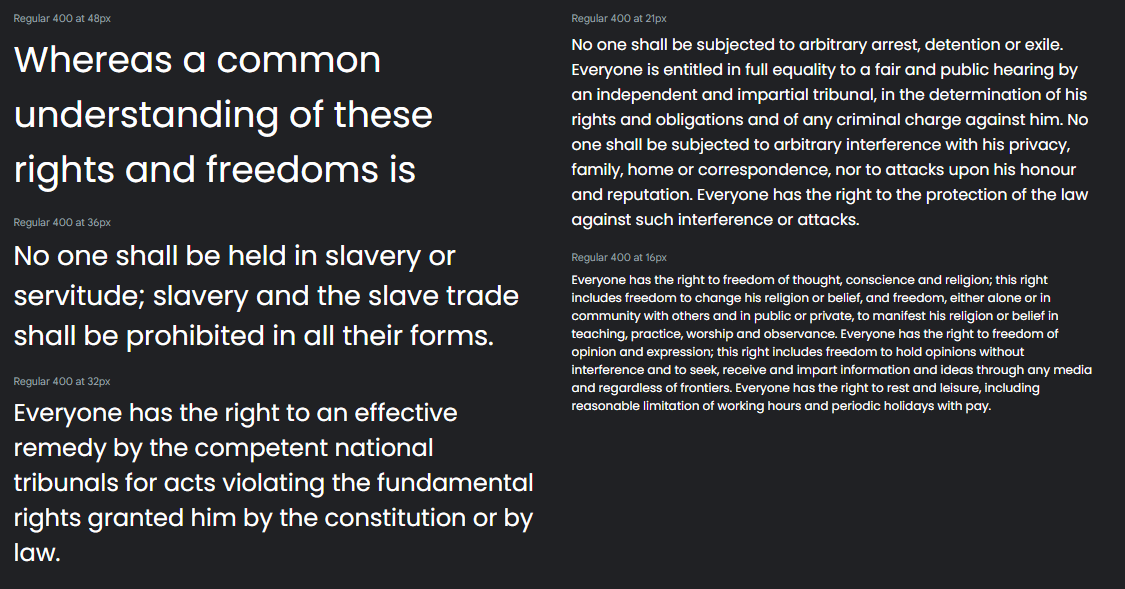 Regular 400 at 48px
Whereas a common
understanding of these
rights and freedoms is
Regular 400 at 36px
No one shall be held in slavery or
servitude; slavery and the slave trade
shall be prohibited in all their forms.
Regular 400 at 32px
Everyone has the right to an effective
remedy by the competent national
tribunals for acts violating the fundamental
rights granted him by the constitution or by
law.
Regular 400 at 21px
No one shall be subjected to arbitrary arrest, detention or exile.
Everyone is entitled in full equality to a fair and public hearing by
an independent and impartial tribunal, in the determination of his
rights and obligations and of any criminal charge against him. No
one shall be subjected to arbitrary interference with his privacy,
family, home or correspondence, nor to attacks upon his honour
and reputation. Everyone has the right to the protection of the law
against such interference or attacks.
Regular 400 at 16px
Everyone has the right to freedom of thought, conscience and religion; this right
includes freedom to change his religion or belief, and freedom, either alone or in
community with others and in public or private, to manifest his religion or belief in
teaching, practice, worship and observance. Everyone has the right to freedom of
opinion and expression; this right includes freedom to hold opinions without
interference and to seek, receive and impart information and ideas through any media
and regardless of frontiers. Everyone has the right to rest and leisure, including
reasonable limitation of working hours and periodic holidays with pay.